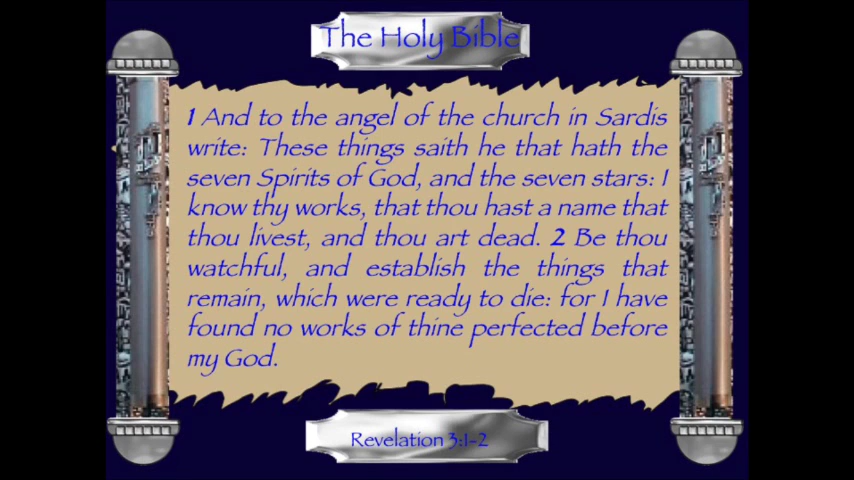 The Holy Bible
1 And to the angel of the church in Sardis
write: These things saith he that hath the
seven Spirits of God, and the seven stars: I
know thy works, that thou hast a name that
thou livest, and thou art dead. 2 Be thou
watchful, and establish the things that
remain, which were ready to die: for I have
found no works of thine perfected before
my God.
Revelation 3:1-2